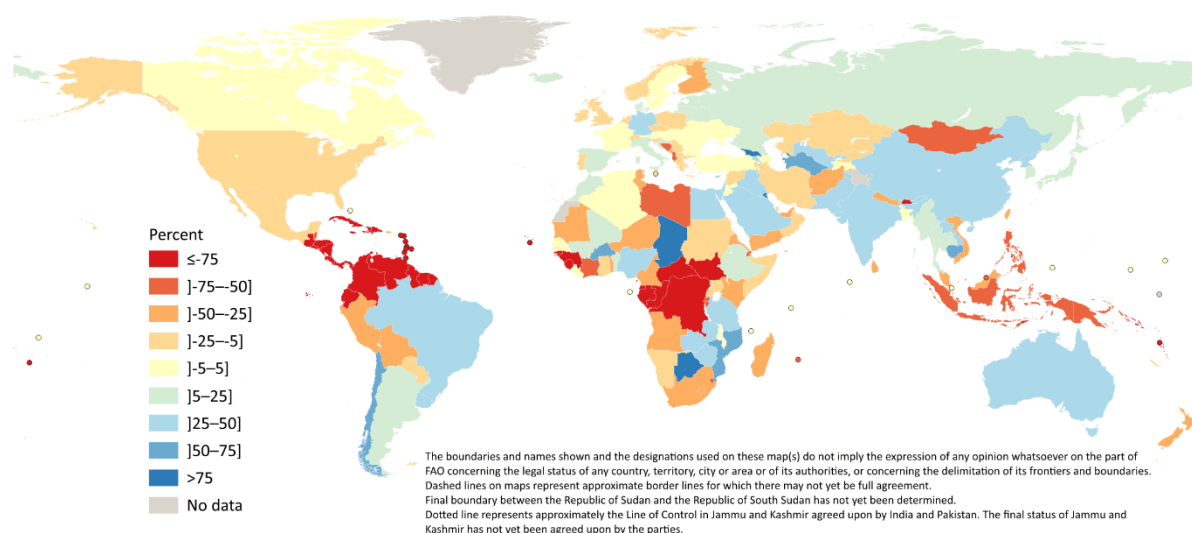 Percent
≤-75
]-75–-50]
]-50–-25]
]-25–-5]
]-5–5]
]5–25]
]25–50]
]50–75]
>75
No data
The boundaries and names shown and the designations used on these map(s) do not imply the expression of any opinion whatsoever on the part of
FAO concerning the legal status of any country, territory, city or area or of its authorities, or concerning the delimitation of its frontiers and boundaries.
Dashed lines on maps represent approximate border lines for which there may not yet be full agreement.
Final boundary between the Republic of Sudan and the Republic of South Sudan has not yet been determined.
Dotted line represents approximately the Line of Control in Jammu and Kashmir agreed upon by India and Pakistan. The final status of Jammu and
Kashmir has not yet been agreed upon by the parties.